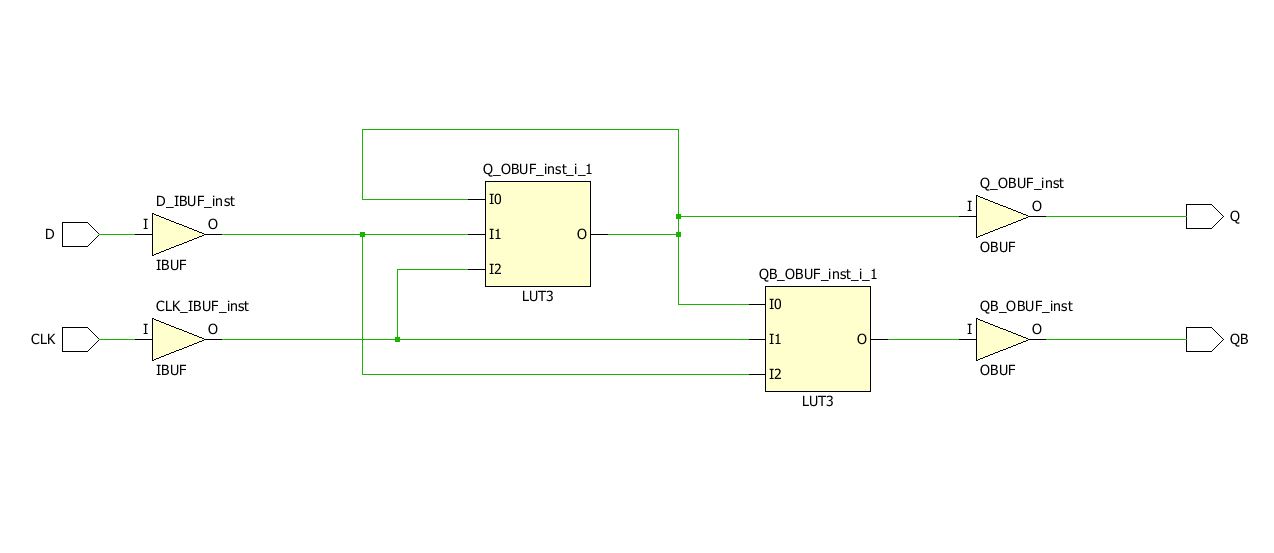 Q_OBUF_inst_i_1
D_IBUF_inst
Q_OBUF_inst
I0
D
I
O
I1
O
I
O
Q
IBUF
I2
OBUF
LUT3
QB_OBUF_inst_i_1
CLK_IBUF_inst
QB_OBUF_inst
I0
CLK
I
O
I1
O
I
O
QB
IBUF
I2
OBUF
LUT3